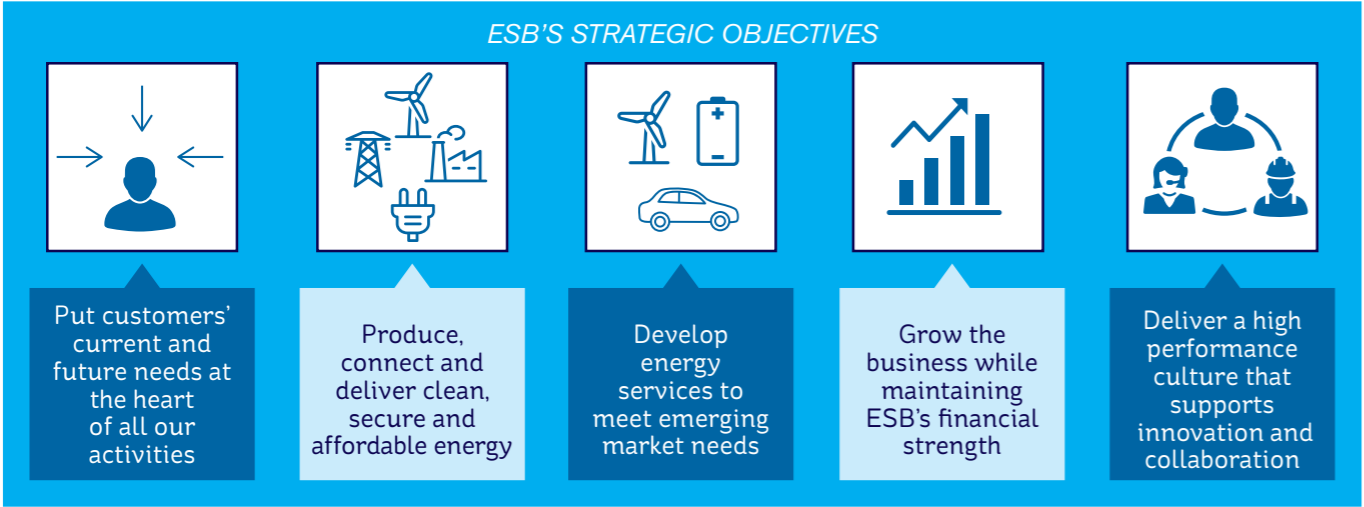 ESB'S STRATEGIC OBJECTIVES
Put customers'
current and
future needs at
the heart
of all our
activities
Produce,
connect and
deliver clean,
secure and
affordable energy
Develop
energy
services to
meet emerging
market needs
Grow the
business while
maintaining
ESB's financial
strength
Deliver a high
performance
culture that
supports
innovation and
collaboration